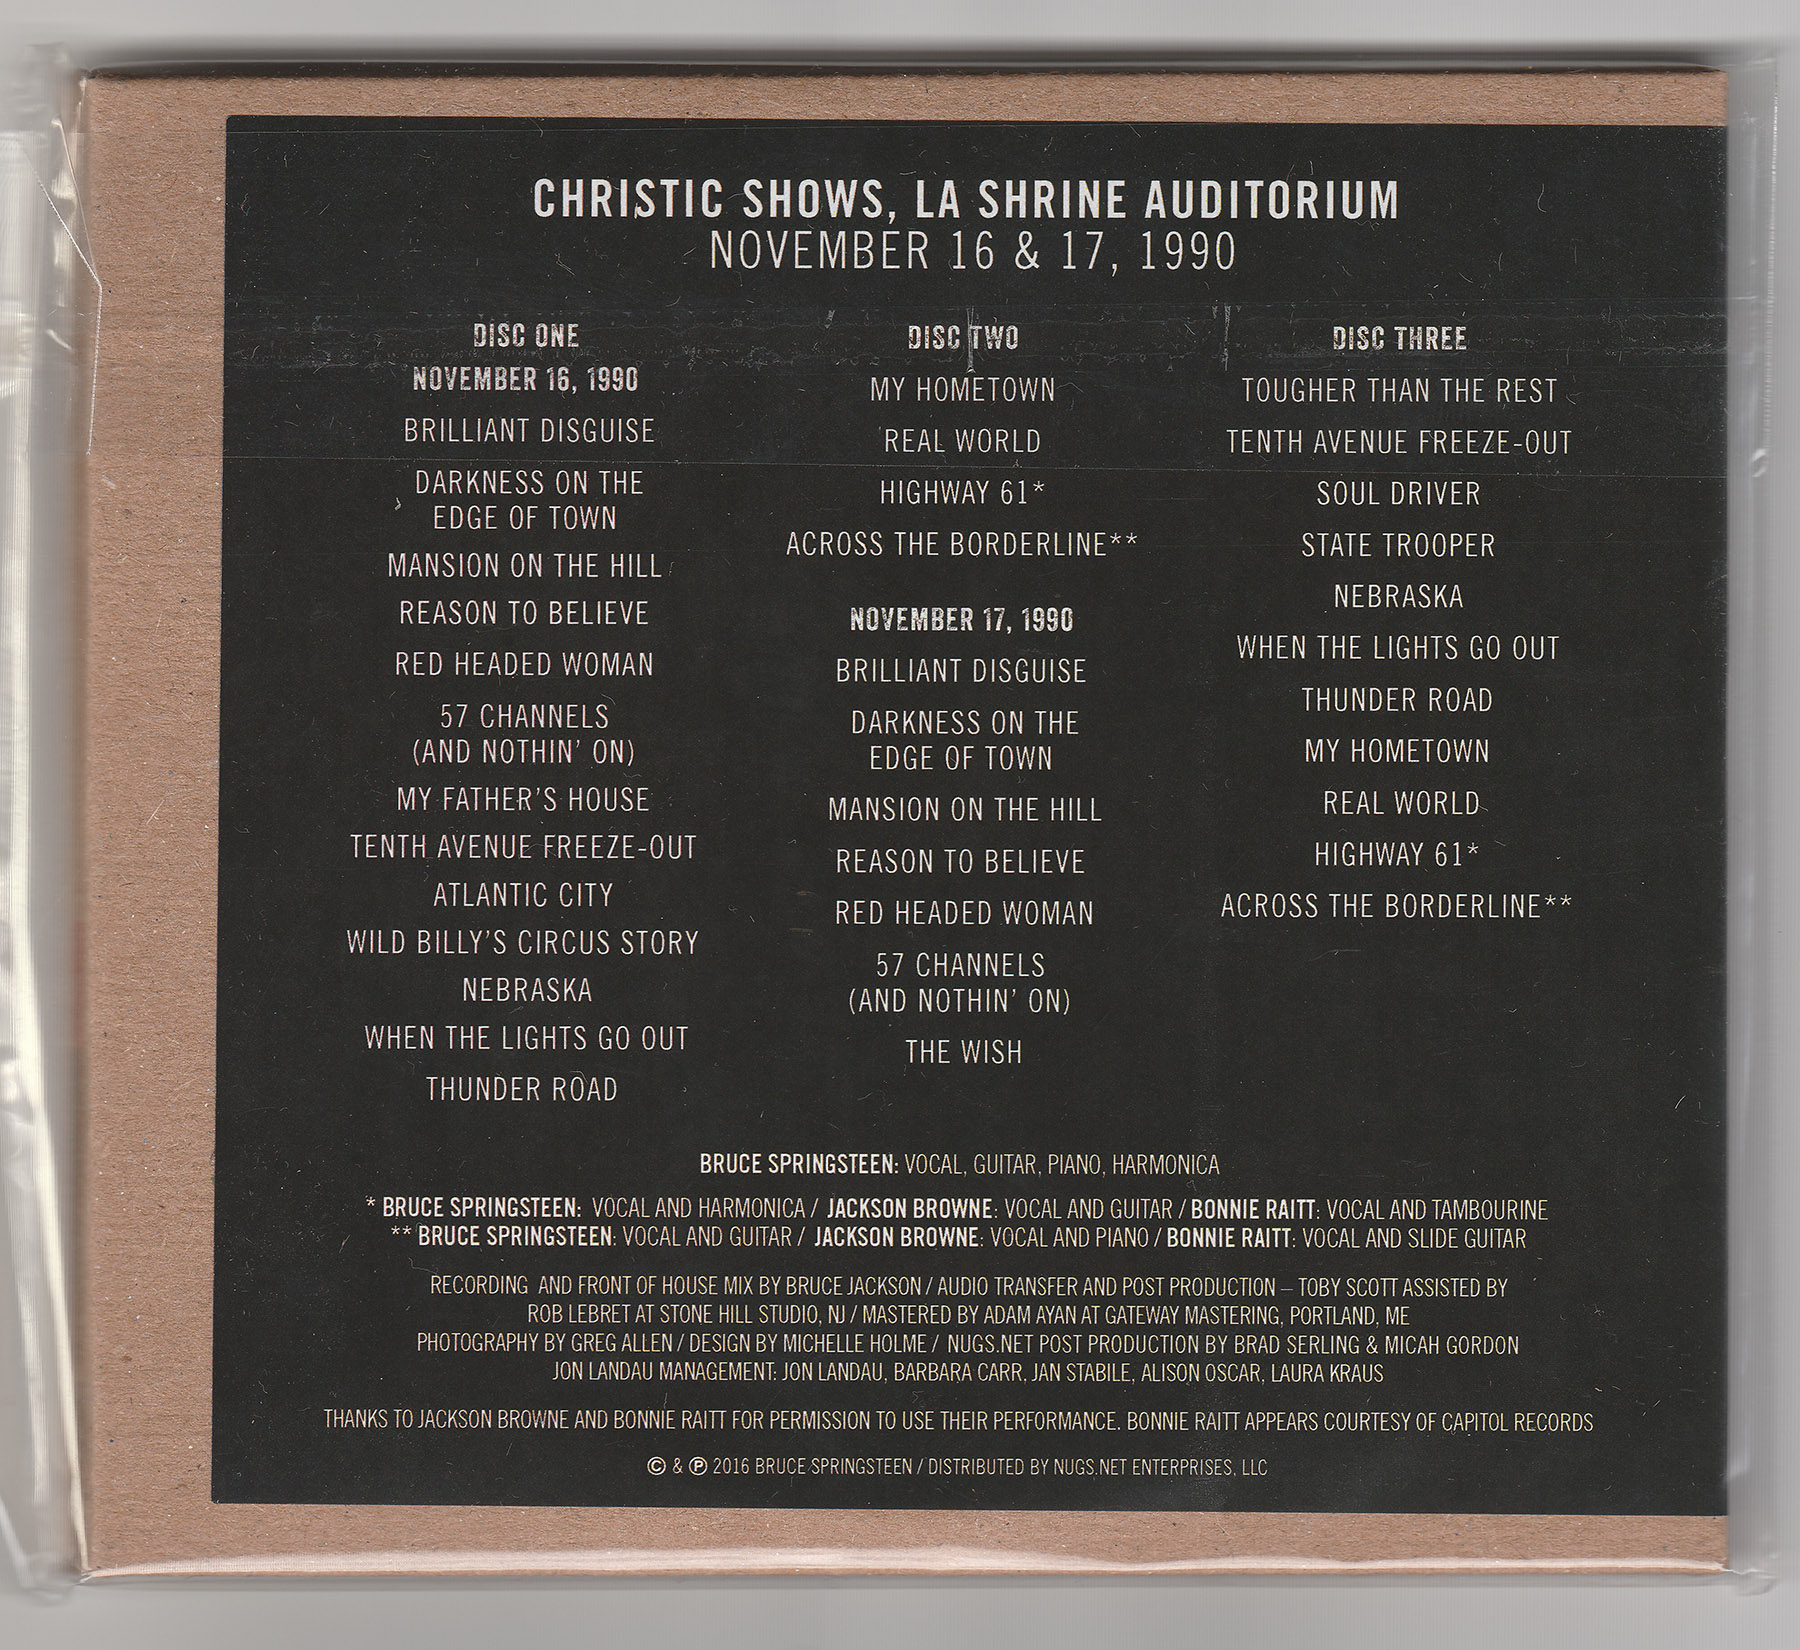 CHRISTIC SHOWS, LA SHRINE AUDITORIUM
NOVEMBER 16 & 17, 1990
DISC ONE
NOVEMBER 16, 1990
BRILLIANT DISGUISE
DARKNESS ON THE
EDGE OF TOWN
MANSION ON THE HILL
REASON TO BELIEVE
RED HEADED WOMAN
57 CHANNELS
(AND NOTHIN' ON)
MY FATHER'S HOUSE
TENTH AVENUE FREEZE-OUT
ATLANTIC CITY
WILD BILLY'S CIRCUS STORY
NEBRASKA
WHEN THE LIGHTS GO OUT
THUNDER ROAD
DISC TWO
MY HOMETOWN
REAL WORLD
HIGHWAY 61*
ACROSS THE BORDERLINE**
NOVEMBER 17, 1990
BRILLIANT DISGUISE
DARKNESS ON THE
EDGE OF TOWN
MANSION ON THE HILL
REASON TO BELIEVE
RED HEADED WOMAN
57 CHANNELS
(AND NOTHIN' ON)
THE WISH
DISC THREE
TOUGHER THAN THE REST
TENTH AVENUE FREEZE-OUT
SOUL DRIVER
STATE TROOPER
NEBRASKA
WHEN THE LIGHTS GO OUT
THUNDER ROAD
MY HOMETOWN
REAL WORLD
HIGHWAY 61*
ACROSS THE BORDERLINE**
BRUCE SPRINGSTEEN: VOCAL, GUITAR, PIANO, HARMONICA
* BRUCE SPRINGSTEEN: VOCAL AND HARMONICA / JACKSON BROWNE: VOCAL AND GUITAR / BONNIE RAITT: VOCAL AND TAMBOURINE
** BRUCE SPRINGSTEEN: VOCAL AND GUITAR / JACKSON BROWNE: VOCAL AND PIANO / BONNIE RAITT: VOCAL AND SLIDE GUITAR
RECORDING AND FRONT OF HOUSE MIX BY BRUCE JACKSON / AUDIO TRANSFER AND POST PRODUCTION – TOBY SCOTT ASSISTED BY
ROB LEBRET AT STONE HILL STUDIO, NJ / MASTERED BY ADAM AYAN AT GATEWAY MASTERING, PORTLAND, ME
PHOTOGRAPHY BY GREG ALLEN / DESIGN BY MICHELLE HOLME / NUGS.NET POST PRODUCTION BY BRAD SERLING & MICAH GORDON
JON LANDAU MANAGEMENT: JON LANDAU, BARBARA CARR, JAN STABILE, ALISON OSCAR, LAURA KRAUS
THANKS TO JACKSON BROWNE AND BONNIE RAITT FOR PERMISSION TO USE THEIR PERFORMANCE. BONNIE RAITT APPEARS COURTESY OF CAPITOL RECORDS
© & ℗ 2016 BRUCE SPRINGSTEEN / DISTRIBUTED BY NUGS.NET ENTERPRISES, LLC